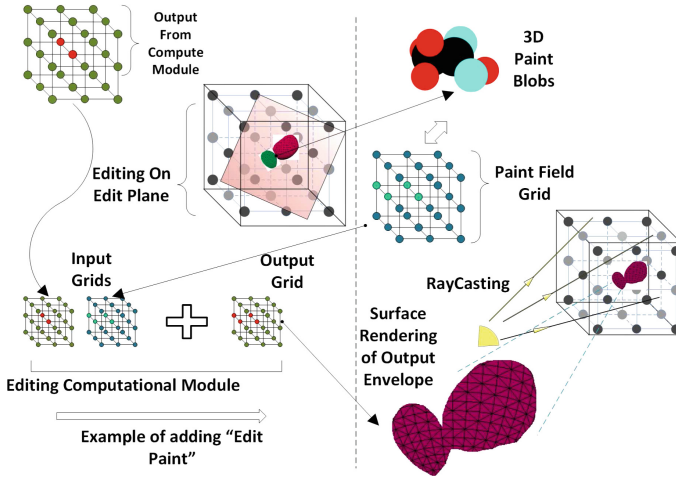 Output
From
Compute
Module
3D
Paint
Blobs
Editing On
Edit Plane
Paint Field
Grid
Input
Grids
Output
Grid
RayCasting
Surface
Rendering
of Output
Envelope
Editing Computational Module
Example of adding “Edit
Paint”